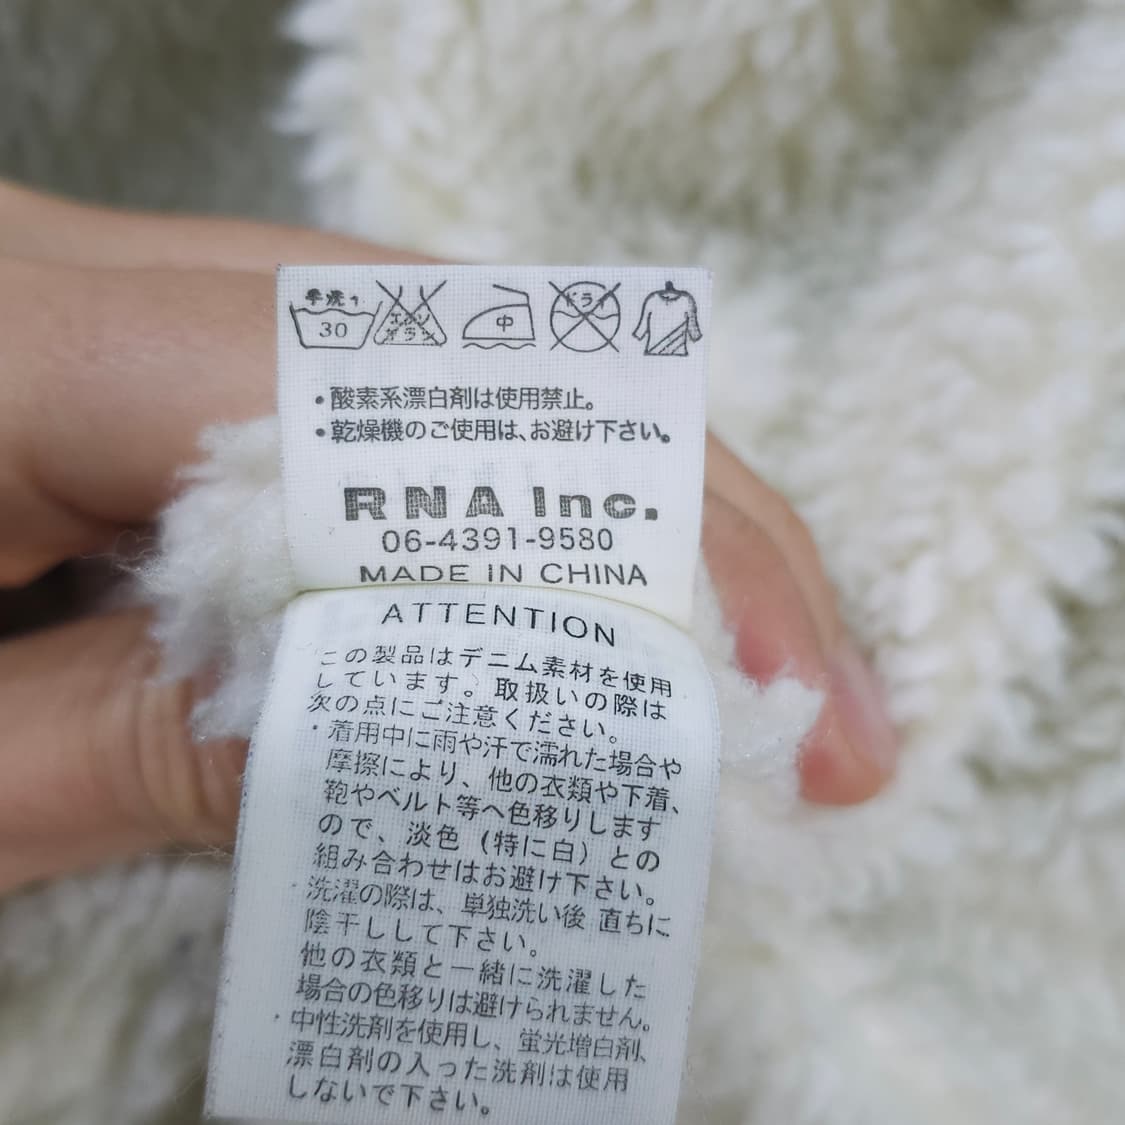 手洗イ
30
エンソ
サラシ
中
ドライ
・酸素系漂白剤は使用禁止。
・乾燥機のご使用は、お避け下さい。
RNA Inc.
06-4391-9580
MADE IN CHINA
ATTENTION
この製品はデニム素材を使用
しています。取扱いの際は
次の点にご注意ください。
・着用中に雨や汗で濡れた場合や
摩擦により、他の衣類や下着、
鞄やベルト等へ色移りします
ので、淡色（特に白）との
組み合わせはお避け下さい。
・洗濯の際は、単独洗い後 直ちに
陰干しして下さい。
他の衣類と一緒に洗濯した
場合の色移りは避けられません。
・中性洗剤を使用し、蛍光増白剤、
漂白剤の入った洗剤は使用
しないで下さい。